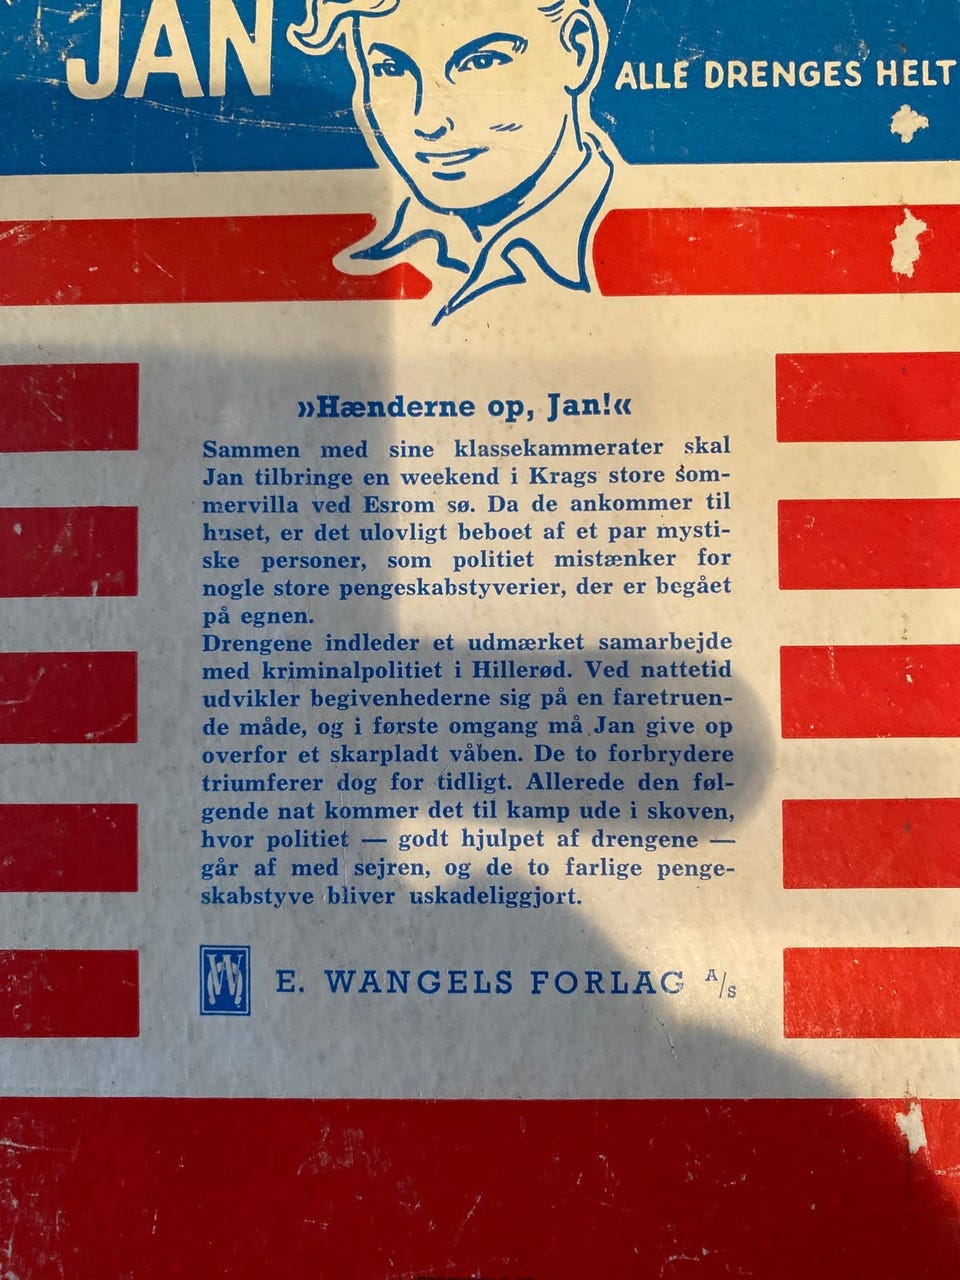 JAN
ALLE DRENGES HELT
»Hænderne op, Jan!«
Sammen med sine klassekammerater skal
Jan tilbringe en weekend i Krags store som-
mervilla ved Esrom sø. Da de ankommer til
huset, er det ulovligt beboet af et par mysti-
ske personer, som politiet mistænker for
nogle store pengeskabstyverier, der er begået
på egnen.
Drengene indleder et udmærket samarbejde
med kriminalpolitiet i Hillerød. Ved nattetid
udvikler begivenhederne sig på en faretruen-
de måde, og i første omgang må Jan give op
overfor et skarpladt våben. De to forbrydere
triumferer dog for tidligt. Allerede den føl-
gende nat kommer det til kamp ude i skoven,
hvor politiet — godt hjulpet af drengene —
går af med sejren, og de to farlige penge-
skabstyve bliver uskadeliggjort.
W E. WANGELS FORLAG A/S